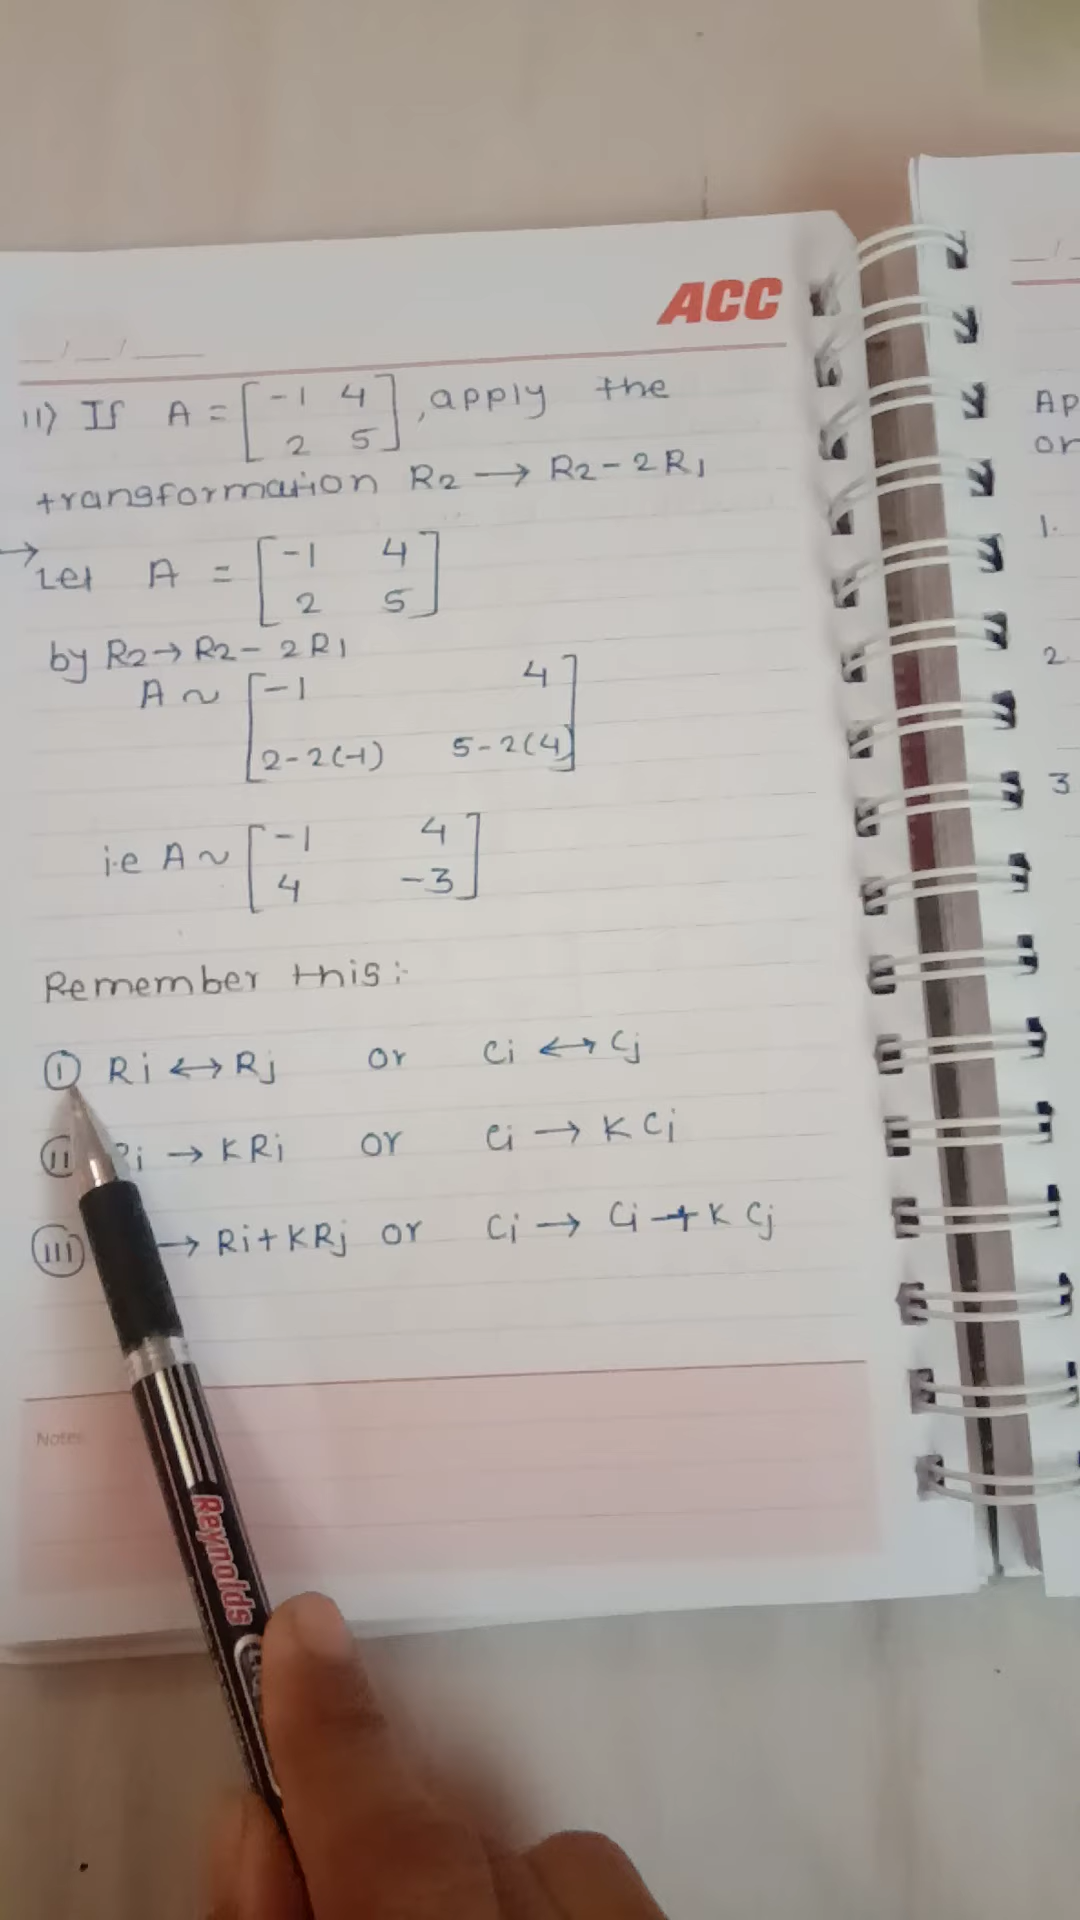 ACC
11) If A = [-1 4
2 5], apply the
transformation R2 → R2 - 2R1
→ Let A = [-1 4
2 5]
by R2 → R2 - 2R1
A ~ [-1 4
2-2(-1) 5-2(4)]
i.e A ~ [-1 4
4 -3]
Remember this:-
(i) Ri ↔ Rj or Ci ↔ Cj
(ii) Ri → KRi or Ci → KCi
(iii) → Ri+KRj or Ci → Ci+KCj
Notes
Reynolds
Ap
or
1.
2.
3